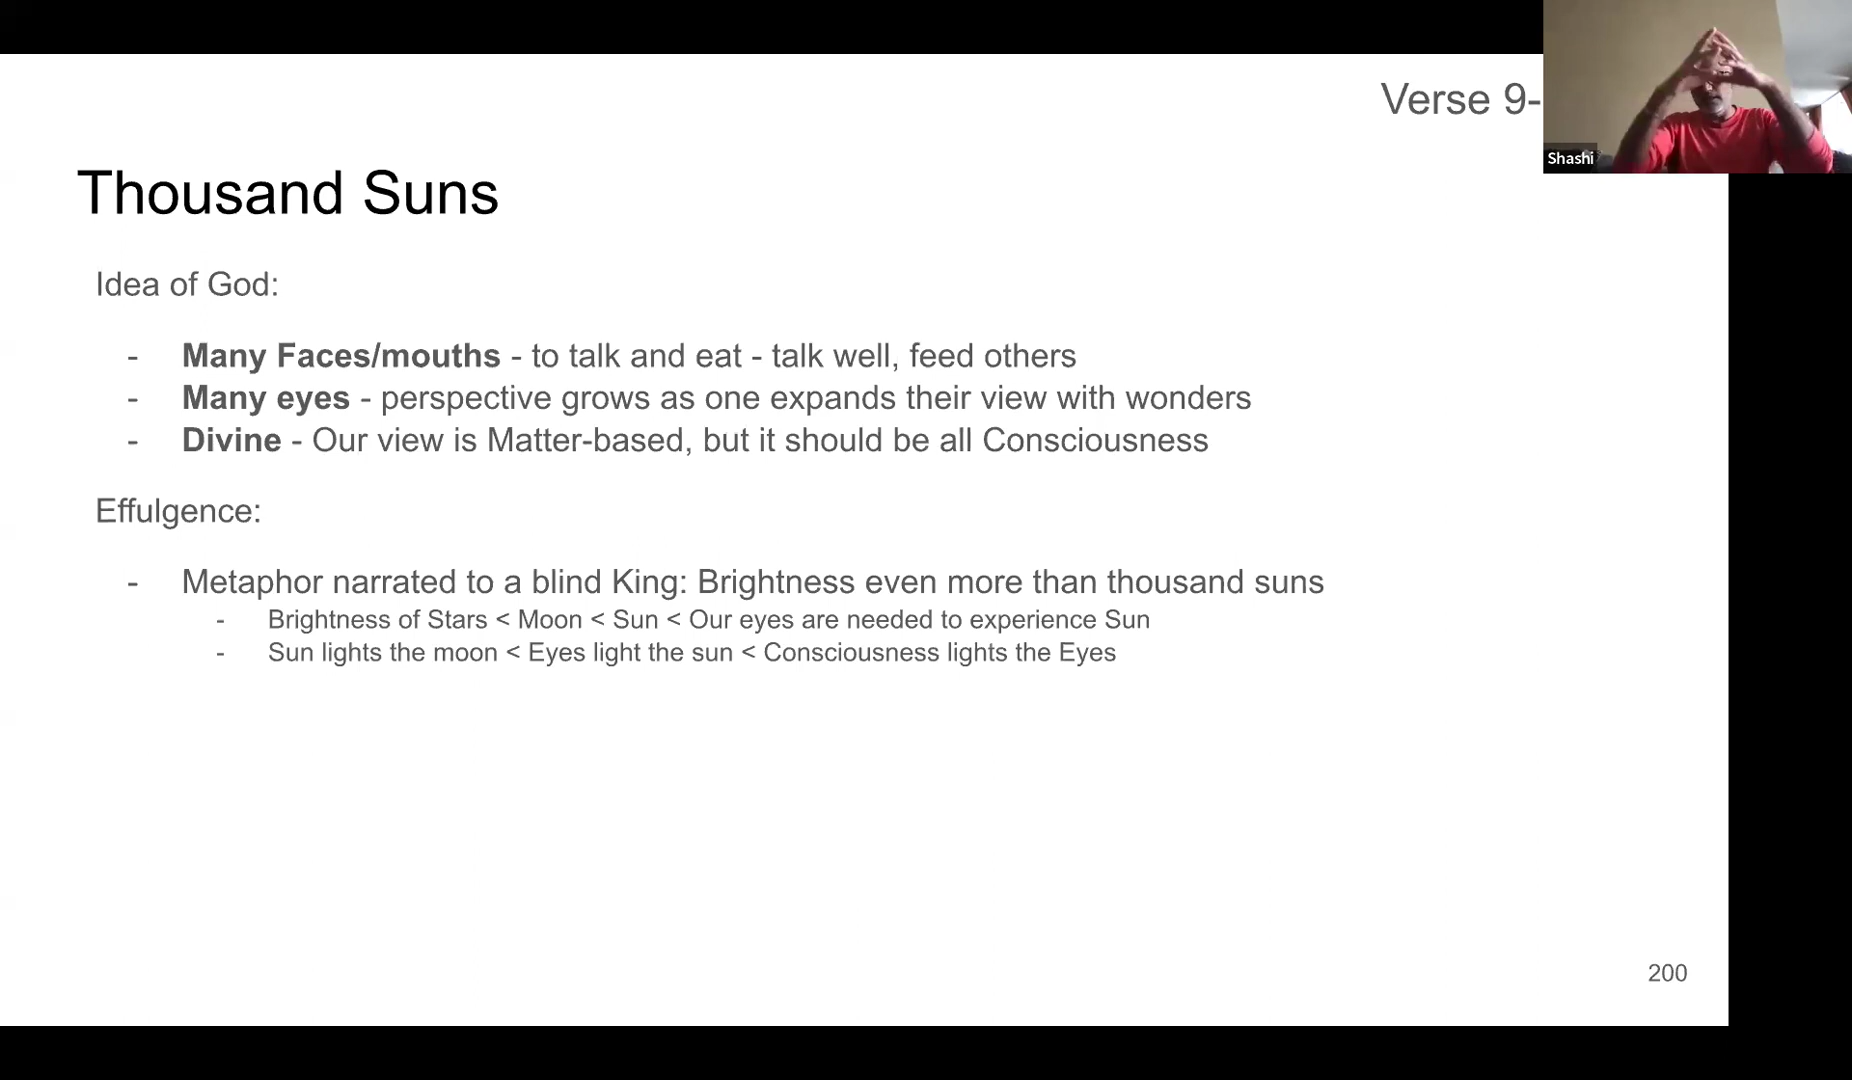 Verse 9-
Shashi
Thousand Suns
Idea of God:
- Many Faces/mouths - to talk and eat - talk well, feed others
- Many eyes - perspective grows as one expands their view with wonders
- Divine - Our view is Matter-based, but it should be all Consciousness
Effulgence:
- Metaphor narrated to a blind King: Brightness even more than thousand suns
- Brightness of Stars < Moon < Sun < Our eyes are needed to experience Sun
- Sun lights the moon < Eyes light the sun < Consciousness lights the Eyes
200